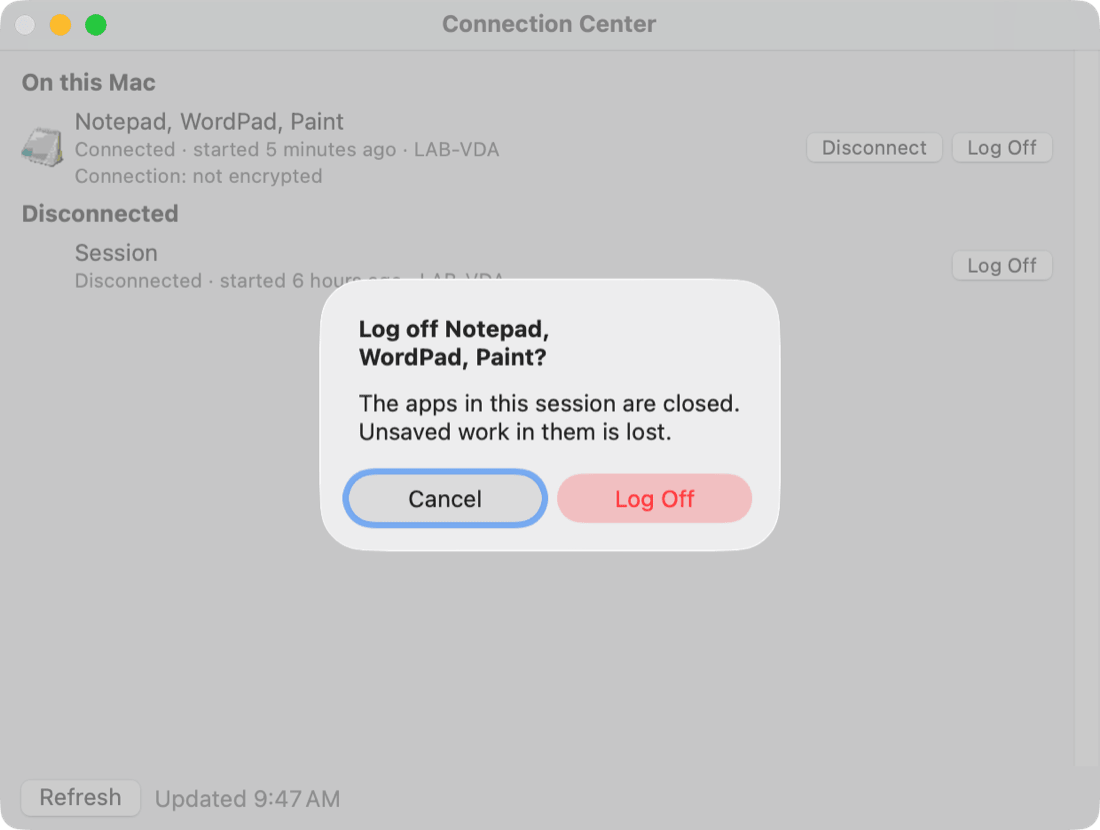 Connection Center
On this Mac
Notepad, WordPad, Paint
Connected · started 5 minutes ago · LAB-VDA
Connection: not encrypted
Disconnect
Log Off
Disconnected
Session
Disconnected · started 6 hours ago · LAB-VDA
Log Off
Log off Notepad,
WordPad, Paint?
The apps in this session are closed.
Unsaved work in them is lost.
Cancel
Log Off
Refresh
Updated 9:47 AM